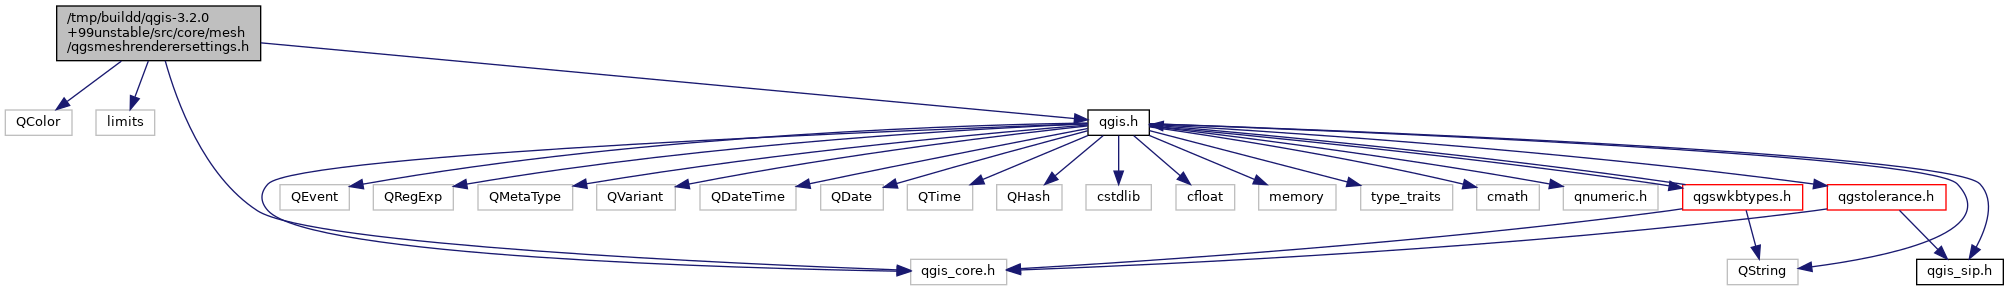 /tmp/buildd/qgis-3.2.0
+99unstable/src/core/mesh
/qgsmeshrenderersettings.h
QColor
limits
qgis.h
QEvent
QRegExp
QMetaType
QVariant
QDateTime
QDate
QTime
QHash
cstdlib
cfloat
memory
type_traits
cmath
qnumeric.h
qgswkbtypes.h
qgstolerance.h
qgis_core.h
QString
qgis_sip.h